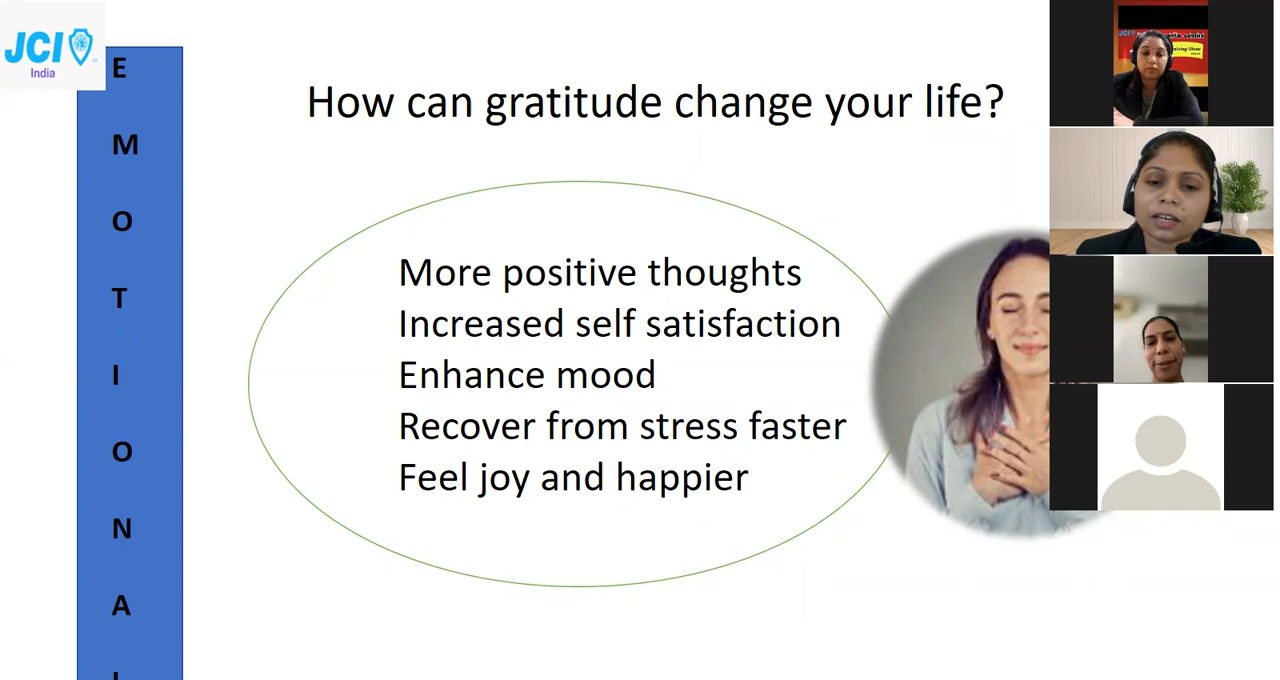 JCI
India
E
M
O
T
I
O
N
A
How can gratitude change your life?
More positive thoughts
Increased self satisfaction
Enhance mood
Recover from stress faster
Feel joy and happier
JCI